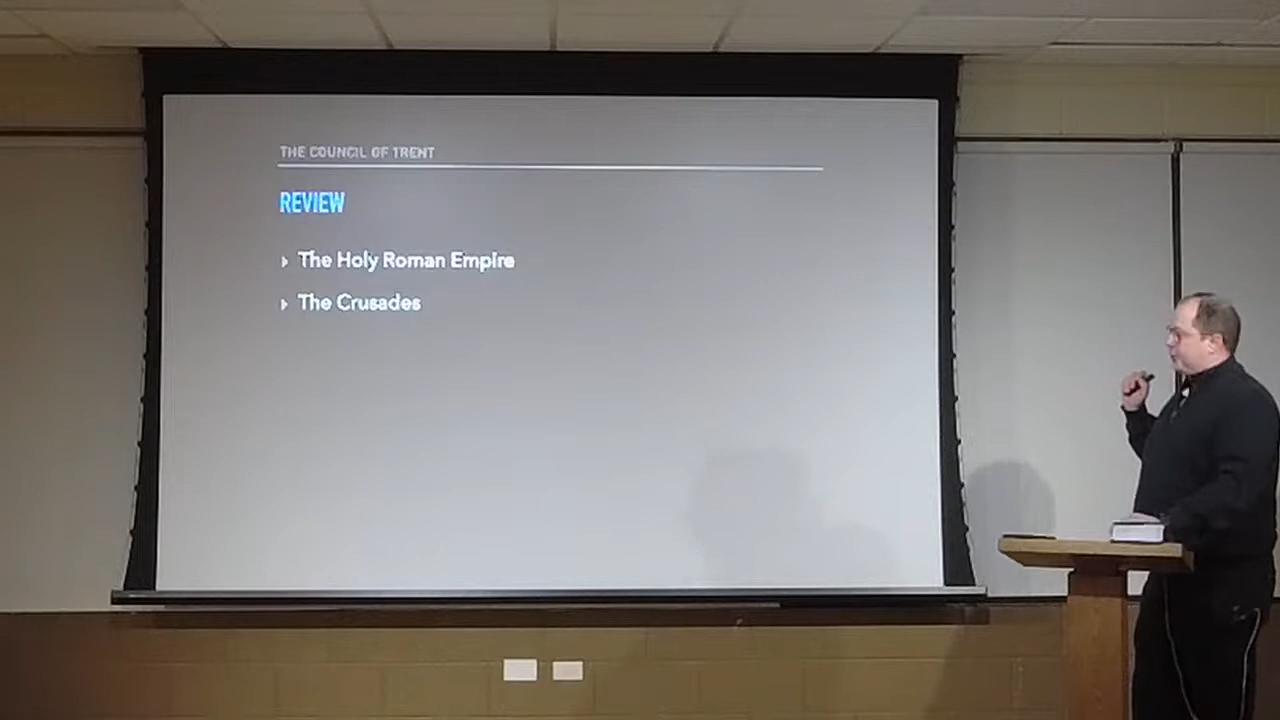 THE COUNCIL OF TRENT
REVIEW
The Holy Roman Empire
The Crusades